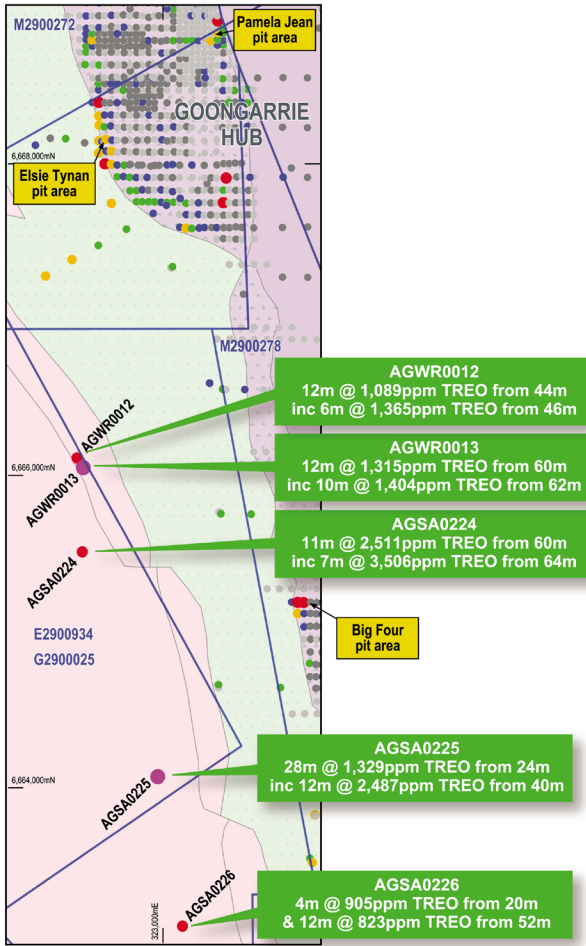 M2900272
Pamela Jean
pit area
GOONGARRIE
HUB
6,668,000mN
Elsie Tynan
pit area
M2900278
AGWR0012
12m @ 1,089ppm TREO from 44m
inc 6m @ 1,365ppm TREO from 46m
AGWR0012
AGWR0013
12m @ 1,315ppm TREO from 60m
inc 10m @ 1,404ppm TREO from 62m
6,666,000mN
AGWR0013
AGSA0224
11m @ 2,511ppm TREO from 60m
inc 7m @ 3,506ppm TREO from 64m
AGSA0224
E2900934
G2900025
Big Four
pit area
AGSA0225
28m @ 1,329ppm TREO from 24m
inc 12m @ 2,487ppm TREO from 40m
6,664,000mN
AGSA0225
AGSA0226
4m @ 905ppm TREO from 20m
& 12m @ 823ppm TREO from 52m
AGSA0226
323,000mE